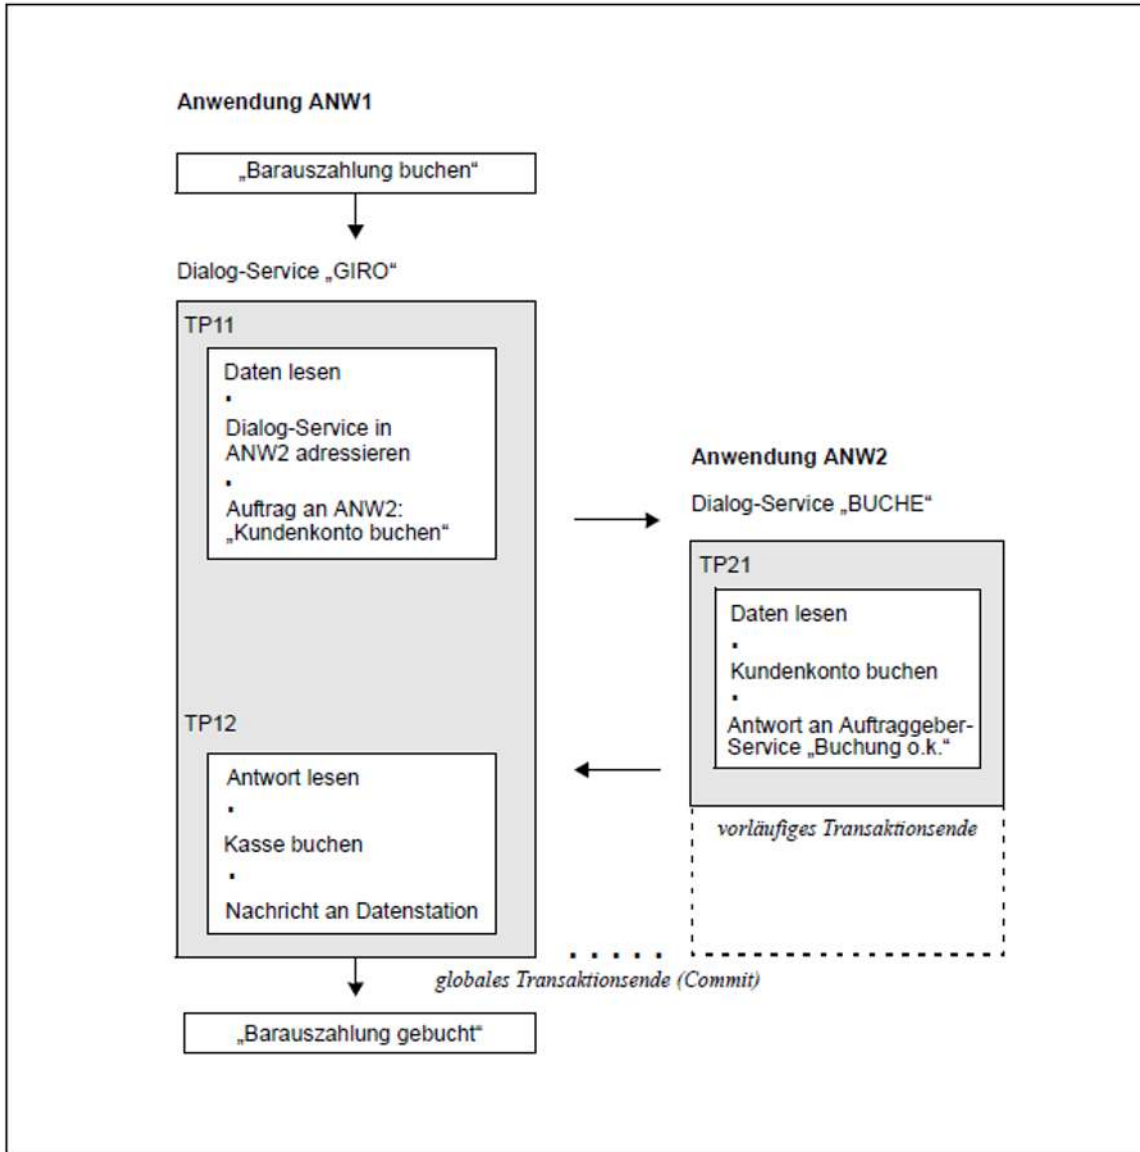 Anwendung ANW1
„Barauszahlung buchen“
Dialog-Service „GIRO“
TP11
Daten lesen
Dialog-Service in
ANW2 adressieren
Auftrag an ANW2:
„Kundenkonto buchen“
Anwendung ANW2
Dialog-Service „BUCHE“
TP21
Daten lesen
Kundenkonto buchen
Antwort an Auftraggeber-
Service „Buchung o.k.“
vorläufiges Transaktionsende
TP12
Antwort lesen
Kasse buchen
Nachricht an Datenstation
globales Transaktionsende (Commit)
„Barauszahlung gebucht“